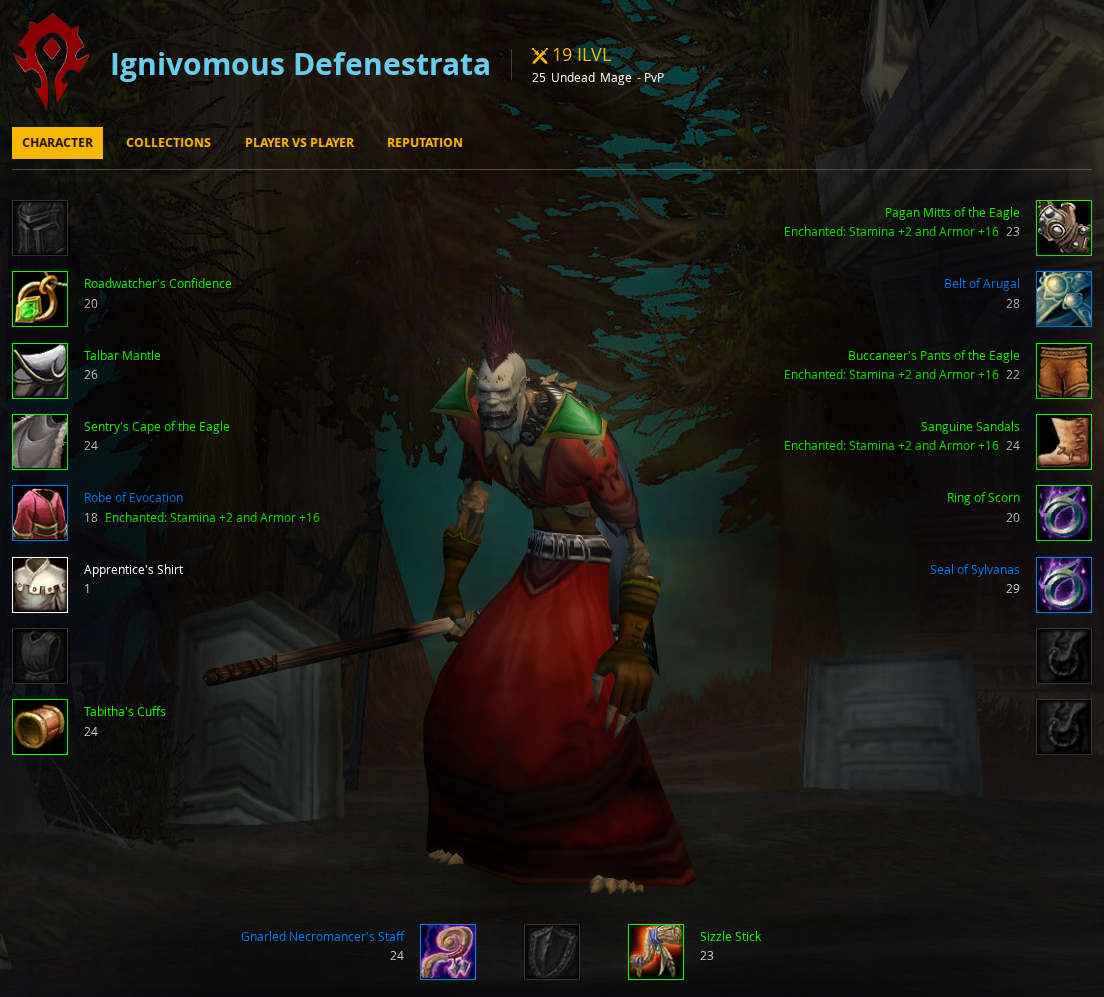 Ignivomous Defenestrata
19 ILVL
25 Undead Mage - PvP
CHARACTER
COLLECTIONS
PLAYER VS PLAYER
REPUTATION
Roadwatcher's Confidence
20
Talbar Mantle
26
Sentry's Cape of the Eagle
24
Robe of Evocation
18 Enchanted: Stamina +2 and Armor +16
Apprentice's Shirt
1
Tabitha's Cuffs
24
Pagan Mitts of the Eagle
Enchanted: Stamina +2 and Armor +16 23
Belt of Arugal
28
Buccaneer's Pants of the Eagle
Enchanted: Stamina +2 and Armor +16 22
Sanguine Sandals
Enchanted: Stamina +2 and Armor +16 24
Ring of Scorn
20
Seal of Sylvanas
29
Gnarled Necromancer's Staff
24
Sizzle Stick
23